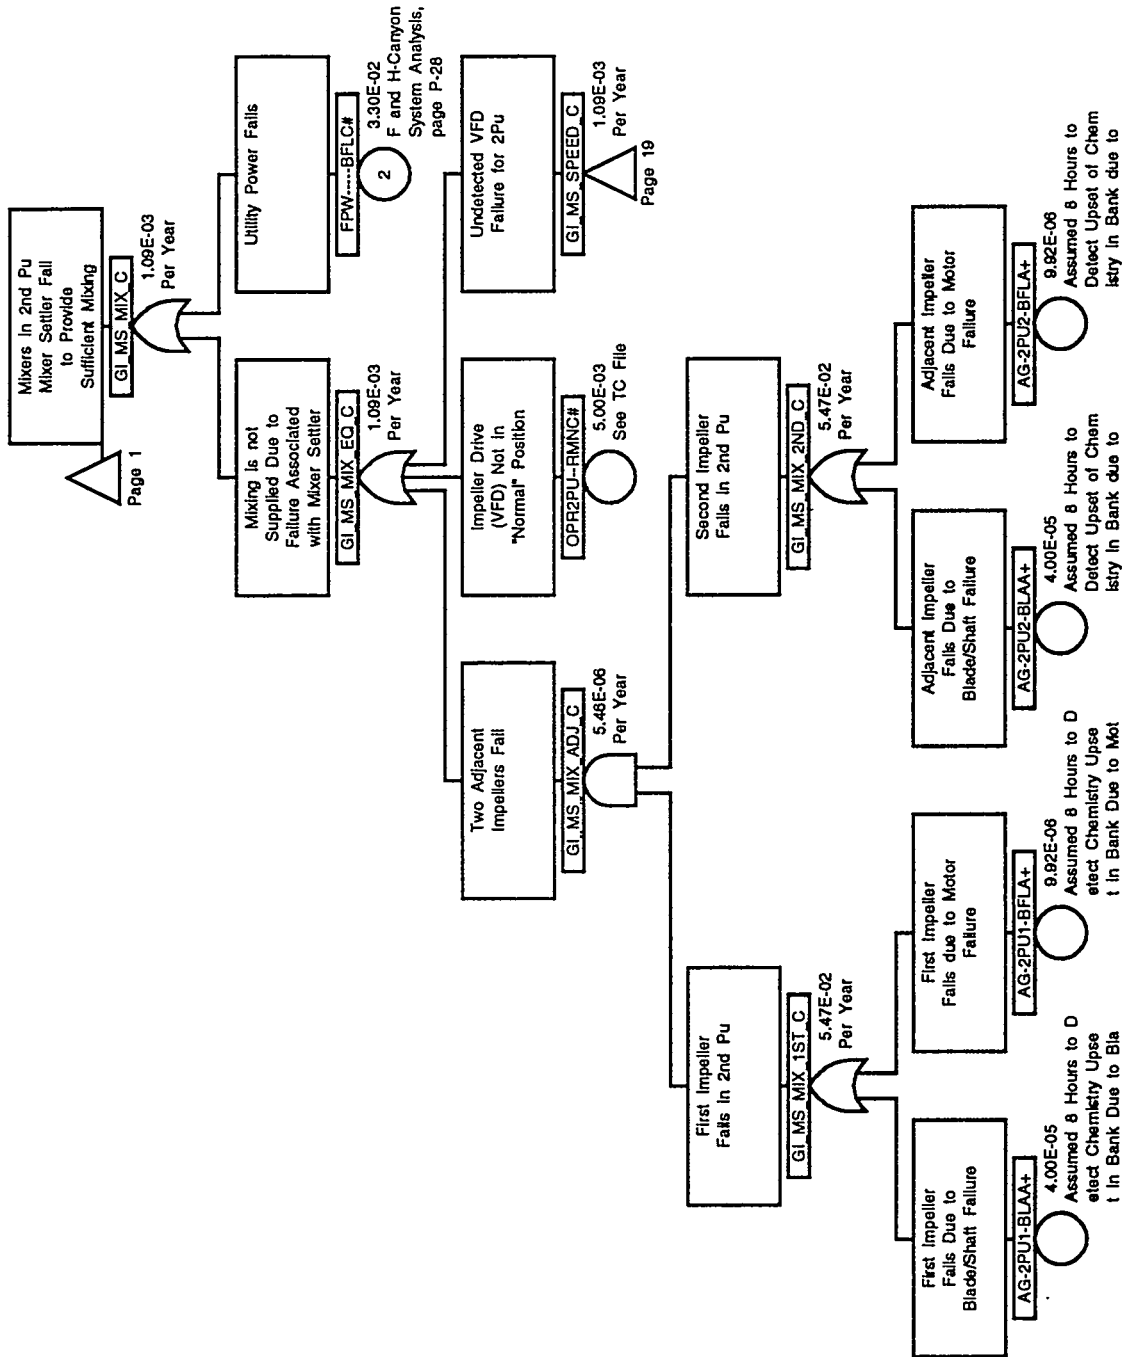 Mixers in 2nd Pu
Mixer Settler Fail
to Provide
Sufficient Mixing
GI_MS_MIX_C
1.09E-03
Per Year
Page 1
Mixing is not
Supplied Due to
Failure Associated
with Mixer Settler
GI_MS_MIX_EQ_C
1.09E-03
Per Year
Utility Power Fails
FPW-----BFLC#
2
3.30E-02
F and H-Canyon
System Analysis,
page P-28
Two Adjacent
Impellers Fail
GI_MS_MIX_ADJ_C
5.46E-06
Per Year
Impeller Drive
(VFD) Not In
"Normal" Position
OPR2PU--RMNC#
5.00E-03
See TC File
Undetected VFD
Failure for 2Pu
GI_MS_SPEED_C
1.09E-03
Per Year
Page 19
First Impeller
Fails in 2nd Pu
GI_MS_MIX_1ST_C
5.47E-02
Per Year
Second Impeller
Fails in 2nd Pu
GI_MS_MIX_2ND_C
5.47E-02
Per Year
First Impeller
Fails Due to
Blade/Shaft Failure
AG-2PU1-BLAA+
4.00E-05
Assumed 8 Hours to D
etect Chemistry Upse
t in Bank Due to Bla
First Impeller
Fails due to Motor
Failure
AG-2PU1-BFLA+
9.92E-06
Assumed 8 Hours to D
etect Chemistry Upse
t in Bank Due to Mot
Adjacent Impeller
Fails Due to
Blade/Shaft Failure
AG-2PU2-BLAA+
4.00E-05
Assumed 8 Hours to
Detect Upset of Chem
istry in Bank due to
Adjacent Impeller
Fails Due to Motor
Failure
AG-2PU2-BFLA+
9.92E-06
Assumed 8 Hours to
Detect Upset of Chem
istry in Bank due to